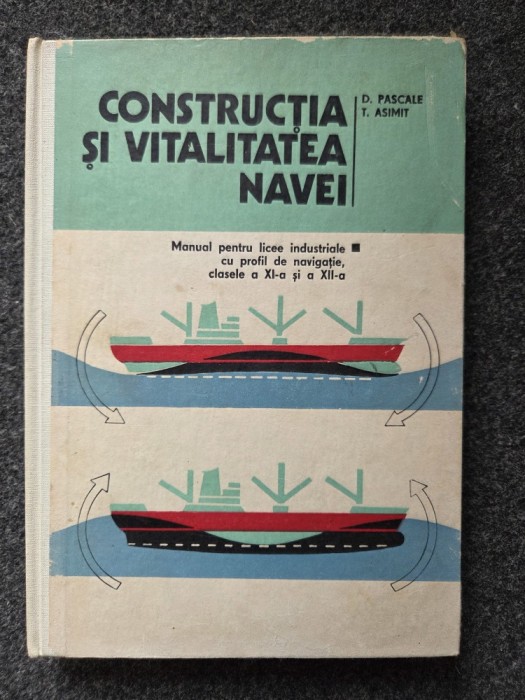 CONSTRUCȚIA
ȘI VITALITATEA
NAVEI
D. PASCALE
T. ASIMIT
Manual pentru licee industriale
cu profil de navigație,
clasele a XI-a și a XII-a